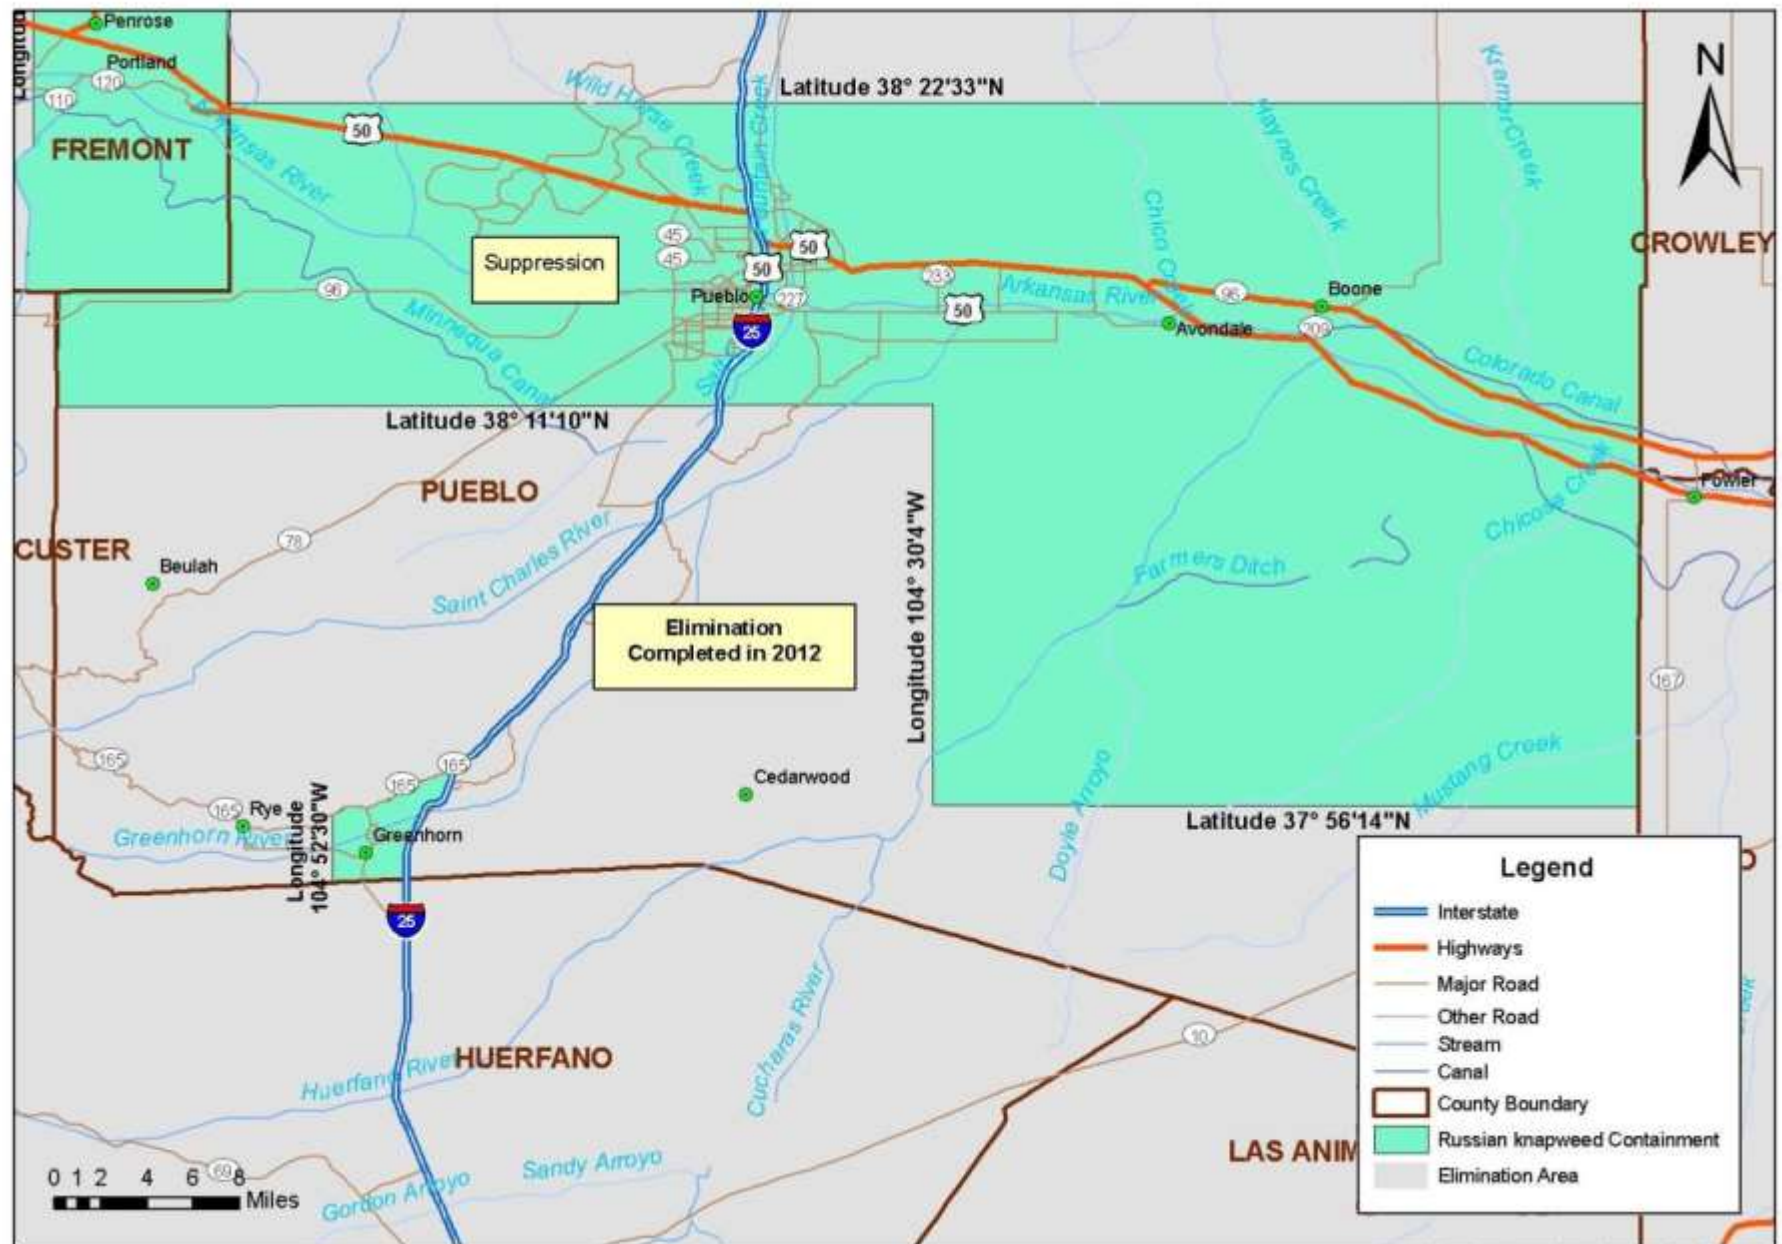 Penrose
Portland
120
110
Longitud
FREMONT
Arkansas River
50
Wild Horse Creek
Fountain Creek
Latitude 38° 22'33"N
Haynes Creek
Kramer Creek
N
Chico Creek
CROWLEY
Suppression
45
45
50
50
Pueblo
227
233
Arkansas River
50
96
Boone
Avondale
209
25
96
Minnequa Canal
Colorado Canal
Latitude 38° 11'10"N
PUEBLO
Fowler
Chicosa Creek
Longitude 104° 30'4"W
CUSTER
78
Beulah
Saint Charles River
Farmers Ditch
Elimination
Completed in 2012
167
165
165
165
165
Rye
Cedarwood
Mustang Creek
Doyle Arroyo
Greenhorn River
Longitude
104° 52'30"W
Greenhorn
Latitude 37° 56'14"N
25
Cucharas River
HUERFANO
Huerfano River
10
LAS ANIM
69
Gordon Arroyo
Sandy Arroyo
0 1 2 4 6 8
Miles
Legend
Interstate
Highways
Major Road
Other Road
Stream
Canal
County Boundary
Russian knapweed Containment
Elimination Area